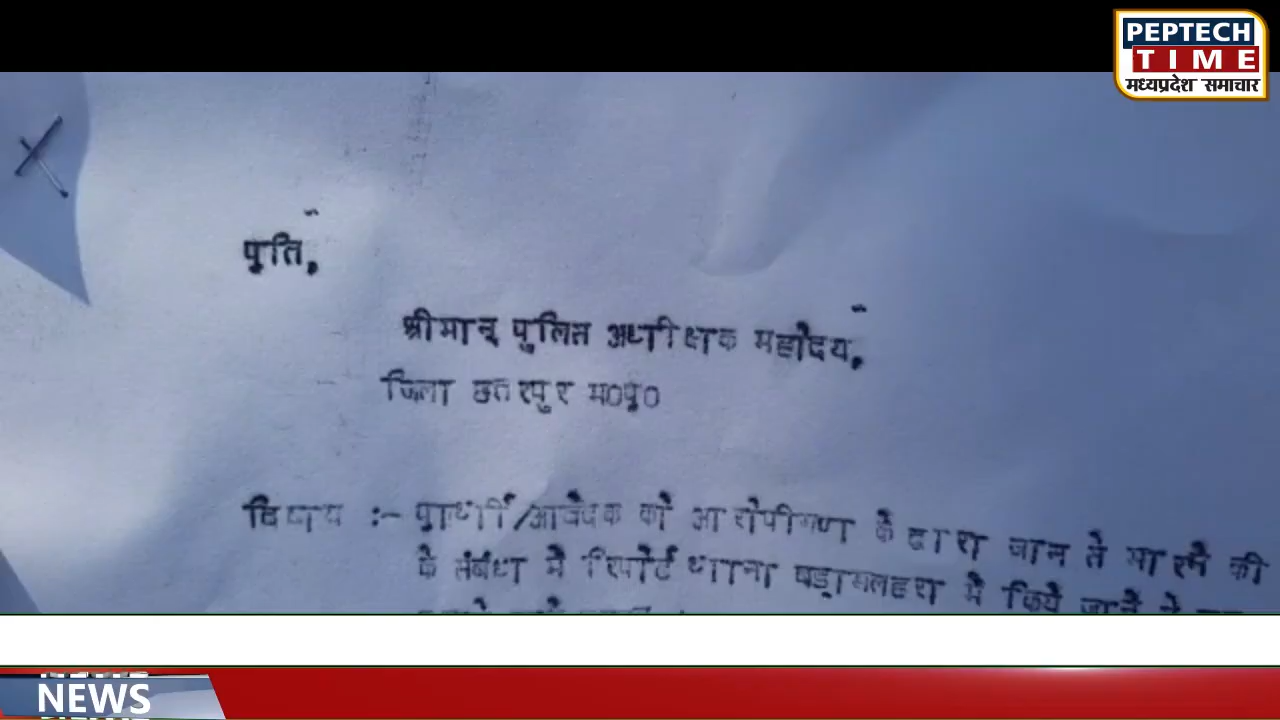 PEPTECH
TIME
मध्यप्रदेश समाचार
प्रति,
श्रीमान् पुलित अधीक्षक महोदय,
जिला छतरपुर म0प्र0
विषय :- प्रार्थी/आवेदक को आरोपीगण के द्वारा जान ते मारने की
के संबंध में रिपोर्ट थाना बड़ामलहरा में किये जाने
NEWS